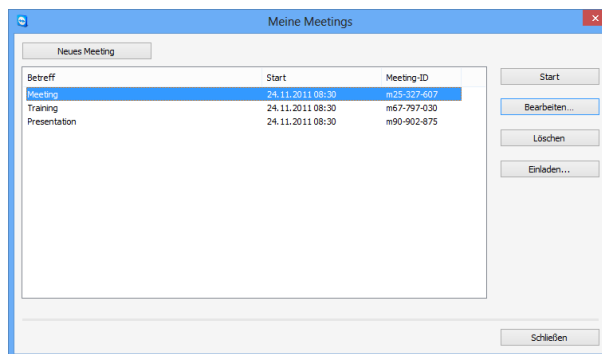 Meine Meetings
Neues Meeting
Betreff Start Meeting-ID
Meeting 24.11.2011 08:30 m25-327-607
Training 24.11.2011 08:30 m67-797-030
Presentation 24.11.2011 08:30 m90-902-875
Start
Bearbeiten...
Löschen
Einladen...
Schließen